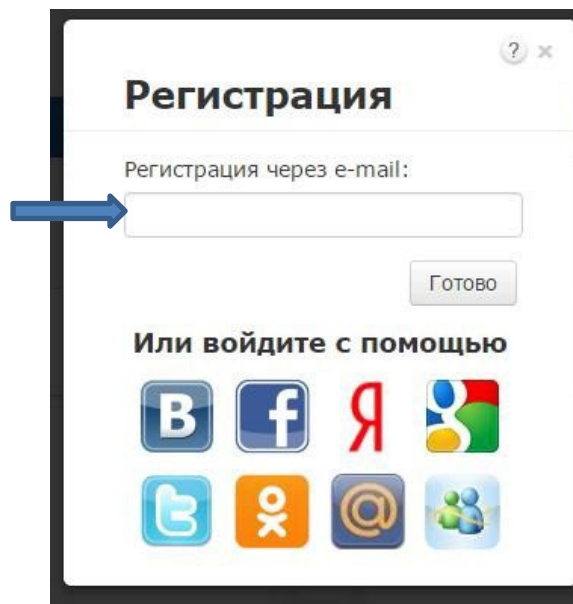 ?
Регистрация
Регистрация через e-mail:
Готово
Или войдите с помощью
В f Я g
t @